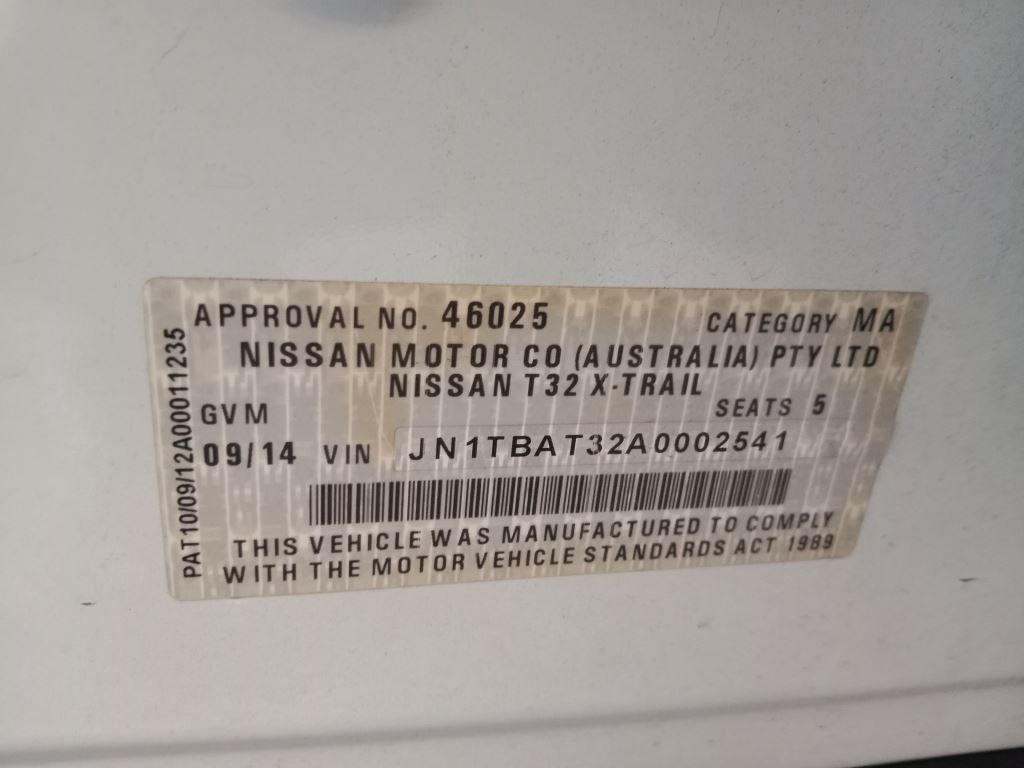 APPROVAL NO. 46025 CATEGORY MA
NISSAN MOTOR CO (AUSTRALIA) PTY LTD
NISSAN T32 X-TRAIL
GVM SEATS 5
09/14 VIN JN1TBAT32A0002541
THIS VEHICLE WAS MANUFACTURED TO COMPLY
WITH THE MOTOR VEHICLE STANDARDS ACT 1989
PAT10/09/12A00011235